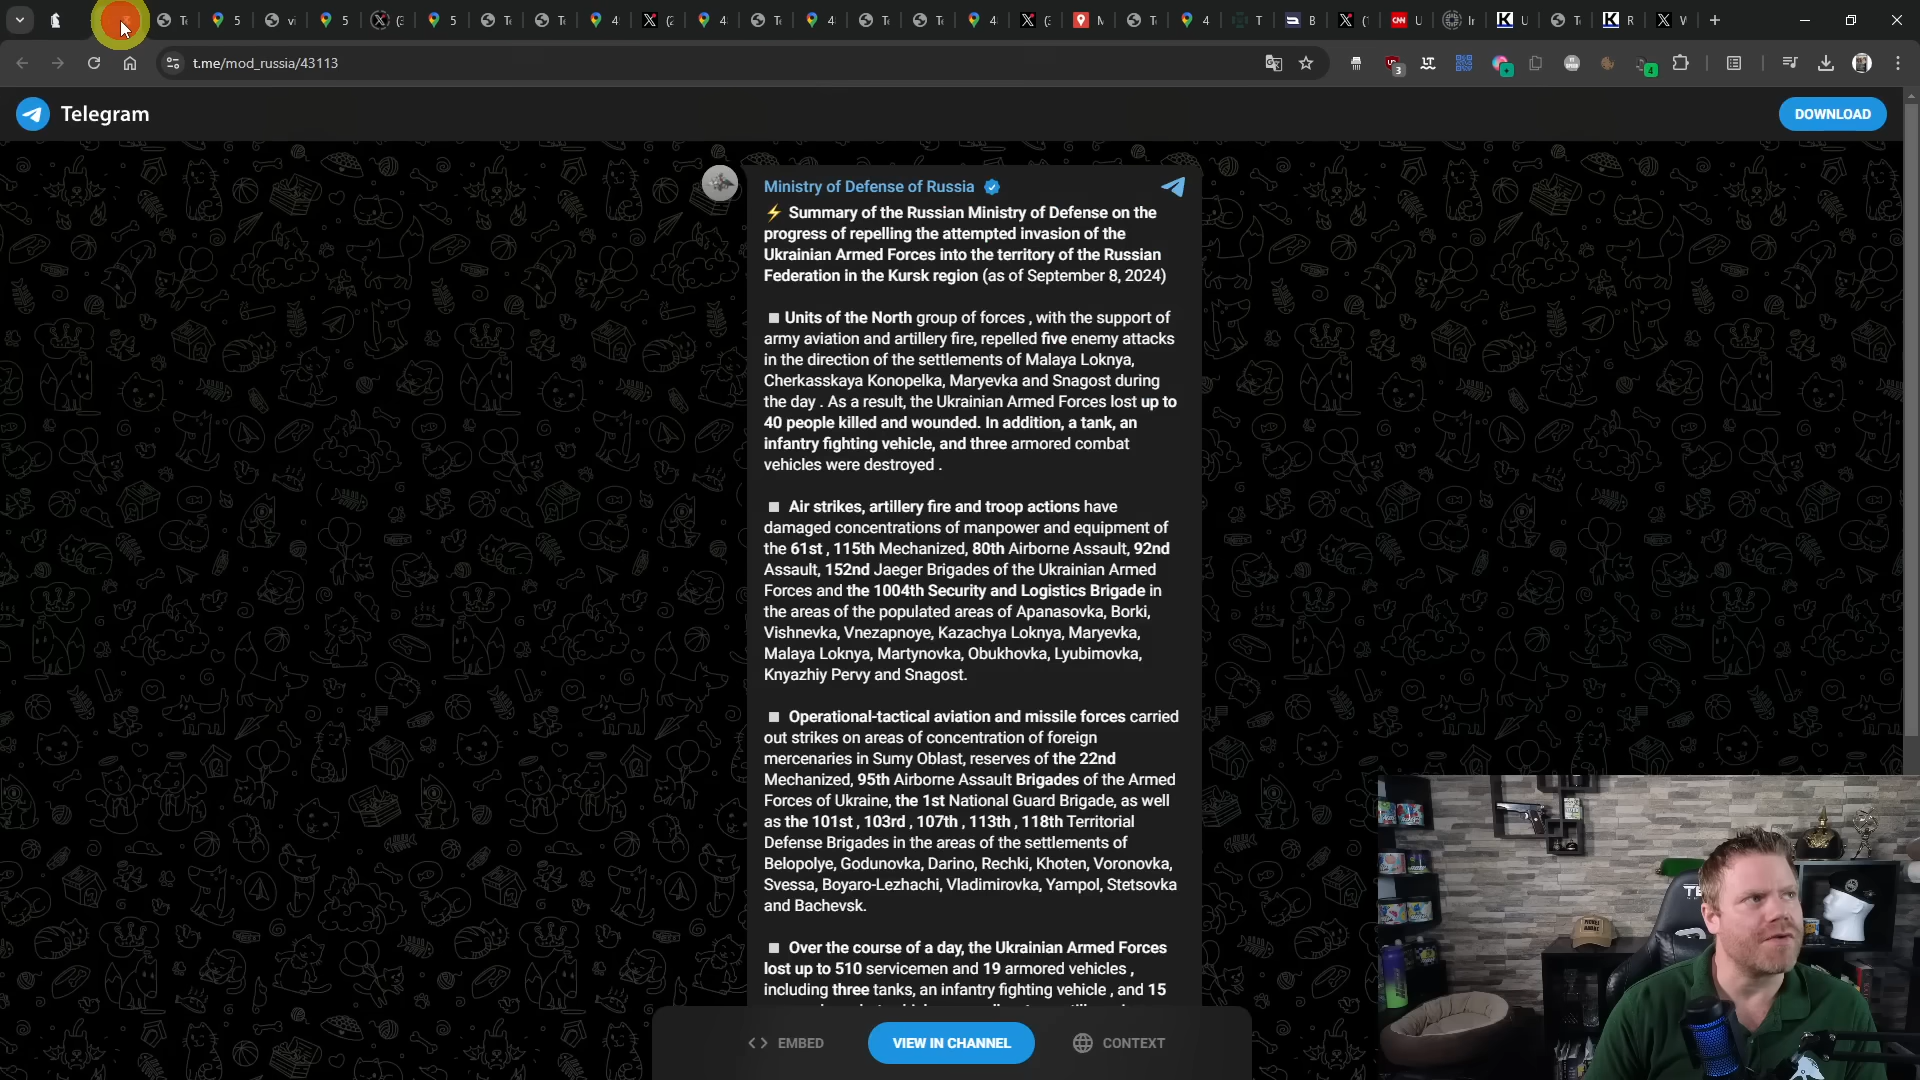 5
5
5
4
4
4
4
4
t.me/mod_russia/43113
3
4
Telegram
DOWNLOAD
Ministry of Defense of Russia
⚡ Summary of the Russian Ministry of Defense on the
progress of repelling the attempted invasion of the
Ukrainian Armed Forces into the territory of the Russian
Federation in the Kursk region (as of September 8, 2024)
◽ Units of the North group of forces , with the support of
army aviation and artillery fire, repelled five enemy attacks
in the direction of the settlements of Malaya Loknya,
Cherkasskaya Konopelka, Maryevka and Snagost during
the day . As a result, the Ukrainian Armed Forces lost up to
40 people killed and wounded. In addition, a tank, an
infantry fighting vehicle, and three armored combat
vehicles were destroyed .
◽ Air strikes, artillery fire and troop actions have
damaged concentrations of manpower and equipment of
the 61st , 115th Mechanized, 80th Airborne Assault, 92nd
Assault, 152nd Jaeger Brigades of the Ukrainian Armed
Forces and the 1004th Security and Logistics Brigade in
the areas of the populated areas of Apanasovka, Borki,
Vishnevka, Vnezapnoye, Kazachya Loknya, Maryevka,
Malaya Loknya, Martynovka, Obukhovka, Lyubimovka,
Knyazhiy Pervy and Snagost.
◽ Operational-tactical aviation and missile forces carried
out strikes on areas of concentration of foreign
mercenaries in Sumy Oblast, reserves of the 22nd
Mechanized, 95th Airborne Assault Brigades of the Armed
Forces of Ukraine, the 1st National Guard Brigade, as well
as the 101st , 103rd , 107th , 113th , 118th Territorial
Defense Brigades in the areas of the settlements of
Belopolye, Godunovka, Darino, Rechki, Khoten, Voronovka,
Svessa, Boyaro-Lezhachi, Vladimirovka, Yampol, Stetsovka
and Bachevsk.
◽ Over the course of a day, the Ukrainian Armed Forces
lost up to 510 servicemen and 19 armored vehicles ,
including three tanks, an infantry fighting vehicle , and 15
EMBED
VIEW IN CHANNEL
CONTEXT